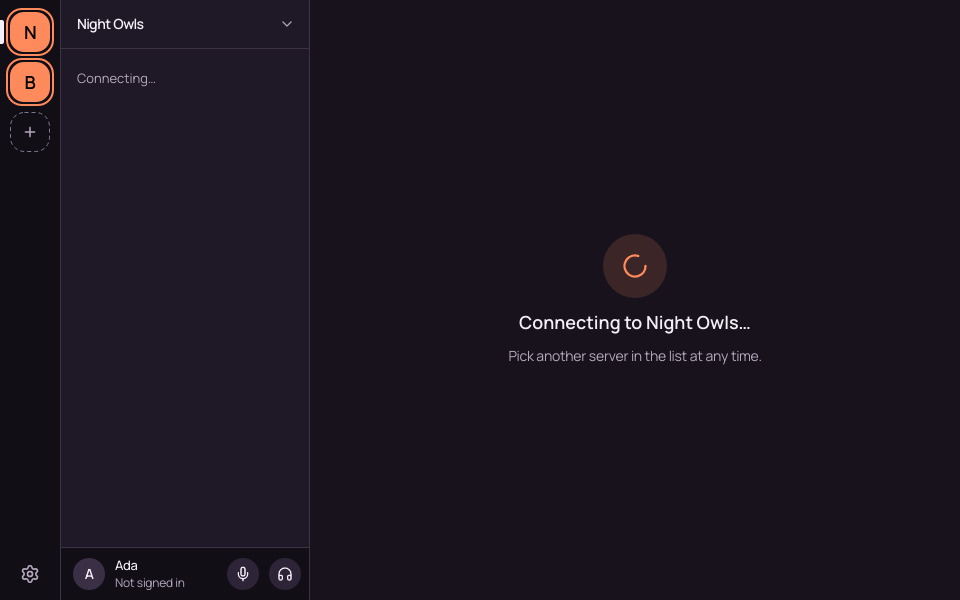 N
B
Night Owls
Connecting...
Connecting to Night Owls...
Pick another server in the list at any time.
A
Ada
Not signed in